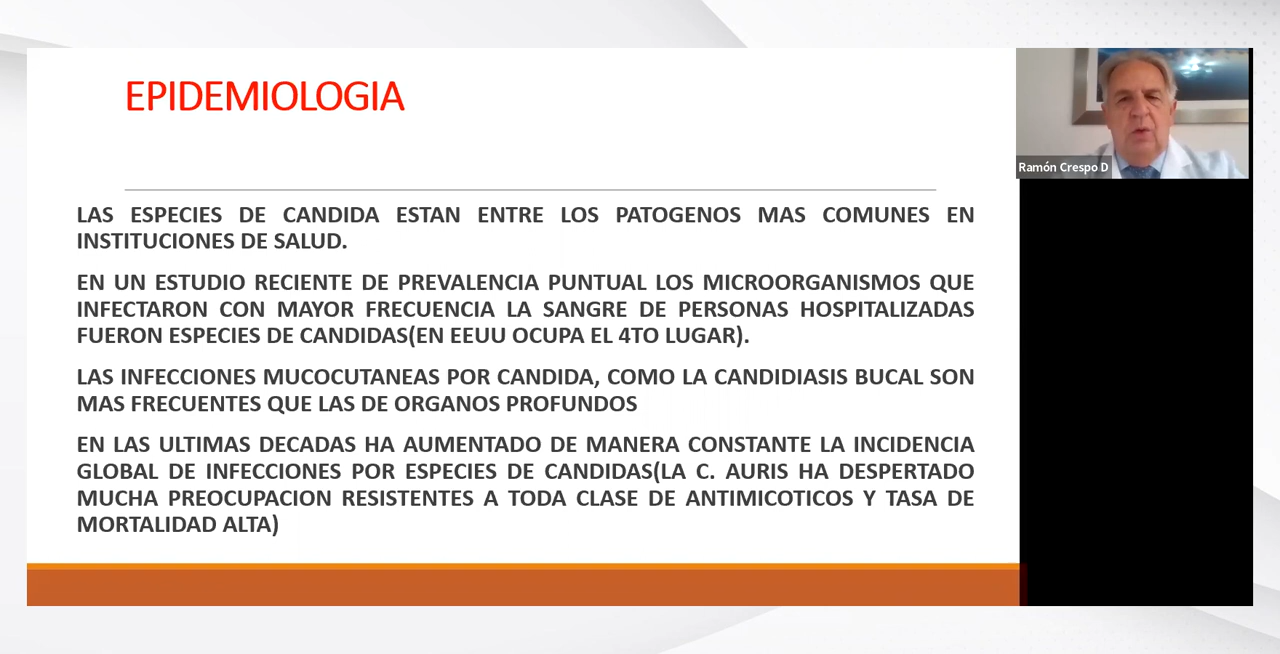 EPIDEMIOLOGIA
Ramón Crespo D
LAS ESPECIES DE CANDIDA ESTAN ENTRE LOS PATOGENOS MAS COMUNES EN
INSTITUCIONES DE SALUD.
EN UN ESTUDIO RECIENTE DE PREVALENCIA PUNTUAL LOS MICROORGANISMOS QUE
INFECTARON CON MAYOR FRECUENCIA LA SANGRE DE PERSONAS HOSPITALIZADAS
FUERON ESPECIES DE CANDIDAS(EN EEUU OCUPA EL 4TO LUGAR).
LAS INFECCIONES MUCOCUTANEAS POR CANDIDA, COMO LA CANDIDIASIS BUCAL SON
MAS FRECUENTES QUE LAS DE ORGANOS PROFUNDOS
EN LAS ULTIMAS DECADAS HA AUMENTADO DE MANERA CONSTANTE LA INCIDENCIA
GLOBAL DE INFECCIONES POR ESPECIES DE CANDIDAS(LA C. AURIS HA DESPERTADO
MUCHA PREOCUPACION RESISTENTES A TODA CLASE DE ANTIMICOTICOS Y TASA DE
MORTALIDAD ALTA)